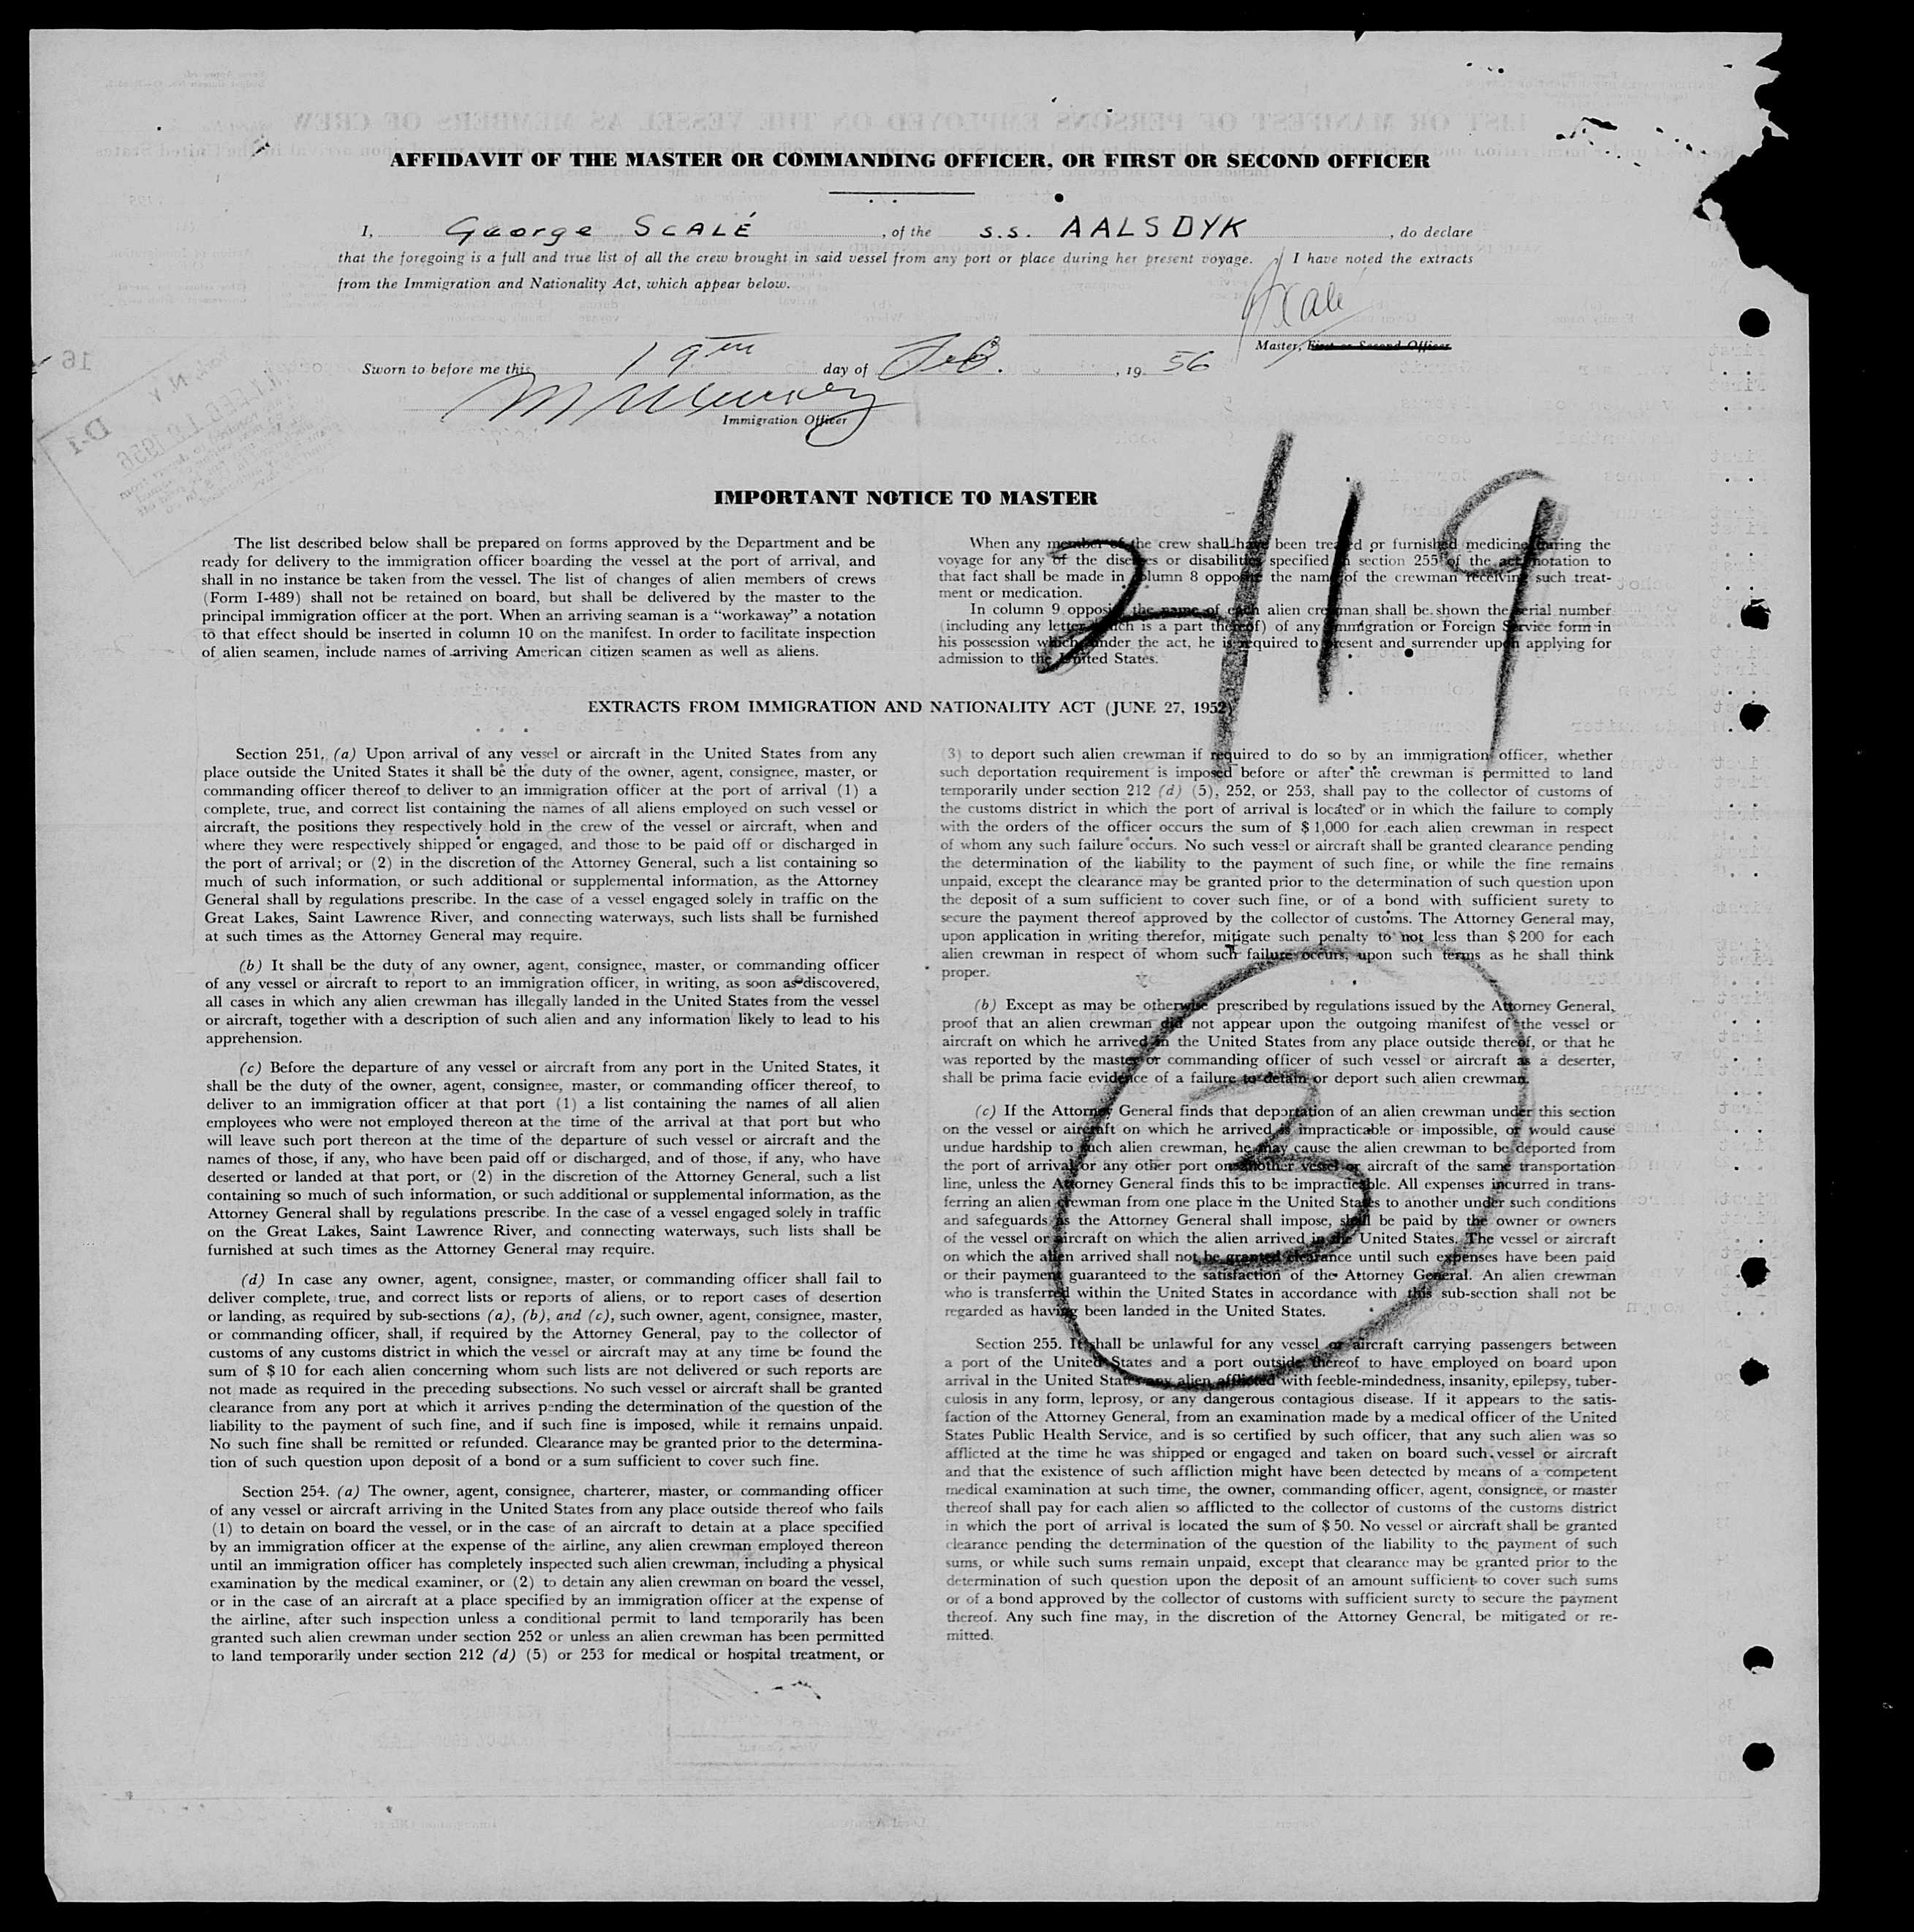 AFFIDAVIT OF THE MASTER OR COMMANDING OFFICER, OR FIRST OR SECOND OFFICER
I, George SCALÉ, of the s.s. AALSDYK, do declare
that the foregoing is a full and true list of all the crew brought in said vessel from any port or place during her present voyage. I have noted the extracts
from the Immigration and Nationality Act, which appear below.
Scalé
Master, First or Second Officer
Sworn to before me this 19th day of Feb., 1956
Immigration Officer
2/19
IMPORTANT NOTICE TO MASTER
The list described below shall be prepared on forms approved by the Department and be
ready for delivery to the immigration officer boarding the vessel at the port of arrival, and
shall in no instance be taken from the vessel. The list of changes of alien members of crews
(Form I-489) shall not be retained on board, but shall be delivered by the master to the
principal immigration officer at the port. When an arriving seaman is a “workaway” a notation
to that effect should be inserted in column 10 on the manifest. In order to facilitate inspection
of alien seamen, include names of arriving American citizen seamen as well as aliens.
When any member of the crew shall have been treated or furnished medicine during the
voyage for any of the diseases or disabilities specified in section 255 of the act, notation to
that fact shall be made in column 8 opposite the name of the crewman receiving such treat-
ment or medication.
In column 9 opposite the name of each alien crewman shall be shown the serial number
(including any letter which is a part thereof) of any immigration or Foreign Service form in
his possession which, under the act, he is required to present and surrender upon applying for
admission to the United States.
EXTRACTS FROM IMMIGRATION AND NATIONALITY ACT (JUNE 27, 1952)
Section 251, (a) Upon arrival of any vessel or aircraft in the United States from any
place outside the United States it shall be the duty of the owner, agent, consignee, master, or
commanding officer thereof to deliver to an immigration officer at the port of arrival (1) a
complete, true, and correct list containing the names of all aliens employed on such vessel or
aircraft, the positions they respectively hold in the crew of the vessel or aircraft, when and
where they were respectively shipped or engaged, and those to be paid off or discharged in
the port of arrival; or (2) in the discretion of the Attorney General, such a list containing so
much of such information, or such additional or supplemental information, as the Attorney
General shall by regulations prescribe. In the case of a vessel engaged solely in traffic on the
Great Lakes, Saint Lawrence River, and connecting waterways, such lists shall be furnished
at such times as the Attorney General may require.
(b) It shall be the duty of any owner, agent, consignee, master, or commanding officer
of any vessel or aircraft to report to an immigration officer, in writing, as soon as discovered,
all cases in which any alien crewman has illegally landed in the United States from the vessel
or aircraft, together with a description of such alien and any information likely to lead to his
apprehension.
(c) Before the departure of any vessel or aircraft from any port in the United States, it
shall be the duty of the owner, agent, consignee, master, or commanding officer thereof, to
deliver to an immigration officer at that port (1) a list containing the names of all alien
employees who were not employed thereon at the time of the arrival at that port but who
will leave such port thereon at the time of the departure of such vessel or aircraft and the
names of those, if any, who have been paid off or discharged, and of those, if any, who have
deserted or landed at that port, or (2) in the discretion of the Attorney General, such a list
containing so much of such information, or such additional or supplemental information, as the
Attorney General shall by regulations prescribe. In the case of a vessel engaged solely in traffic
on the Great Lakes, Saint Lawrence River, and connecting waterways, such lists shall be
furnished at such times as the Attorney General may require.
(d) In case any owner, agent, consignee, master, or commanding officer shall fail to
deliver complete, true, and correct lists or reports of aliens, or to report cases of desertion
or landing, as required by sub-sections (a), (b), and (c), such owner, agent, consignee, master,
or commanding officer, shall, if required by the Attorney General, pay to the collector of
customs of any customs district in which the vessel or aircraft may at any time be found the
sum of $ 10 for each alien concerning whom such lists are not delivered or such reports are
not made as required in the preceding subsections. No such vessel or aircraft shall be granted
clearance from any port at which it arrives pending the determination of the question of the
liability to the payment of such fine, and if such fine is imposed, while it remains unpaid.
No such fine shall be remitted or refunded. Clearance may be granted prior to the determina-
tion of such question upon deposit of a bond or a sum sufficient to cover such fine.
Section 254. (a) The owner, agent, consignee, charterer, master, or commanding officer
of any vessel or aircraft arriving in the United States from any place outside thereof who fails
(1) to detain on board the vessel, or in the case of an aircraft to detain at a place specified
by an immigration officer at the expense of the airline, any alien crewman employed thereon
until an immigration officer has completely inspected such alien crewman, including a physical
examination by the medical examiner, or (2) to detain any alien crewman on board the vessel,
or in the case of an aircraft at a place specified by an immigration officer at the expense of
the airline, after such inspection unless a conditional permit to land temporarily has been
granted such alien crewman under section 252 or unless an alien crewman has been permitted
to land temporarily under section 212 (d) (5) or 253 for medical or hospital treatment, or
(3) to deport such alien crewman if required to do so by an immigration officer, whether
such deportation requirement is imposed before or after the crewman is permitted to land
temporarily under section 212 (d) (5), 252, or 253, shall pay to the collector of customs of
the customs district in which the port of arrival is located or in which the failure to comply
with the orders of the officer occurs the sum of $ 1,000 for each alien crewman in respect
of whom any such failure occurs. No such vessel or aircraft shall be granted clearance pending
the determination of the liability to the payment of such fine, or while the fine remains
unpaid, except the clearance may be granted prior to the determination of such question upon
the deposit of a sum sufficient to cover such fine, or of a bond with sufficient surety to
secure the payment thereof approved by the collector of customs. The Attorney General may,
upon application in writing therefor, mitigate such penalty to not less than $ 200 for each
alien crewman in respect of whom such failure occurs, upon such terms as he shall think
proper.
(b) Except as may be otherwise prescribed by regulations issued by the Attorney General,
proof that an alien crewman did not appear upon the outgoing manifest of the vessel or
aircraft on which he arrived in the United States from any place outside thereof, or that he
was reported by the master or commanding officer of such vessel or aircraft as a deserter,
shall be prima facie evidence of a failure to detain or deport such alien crewman.
(c) If the Attorney General finds that deportation of an alien crewman under this section
on the vessel or aircraft on which he arrived is impracticable or impossible, or would cause
undue hardship to such alien crewman, he may cause the alien crewman to be deported from
the port of arrival or any other port on another vessel or aircraft of the same transportation
line, unless the Attorney General finds this to be impracticable. All expenses incurred in trans-
ferring an alien crewman from one place in the United States to another under such conditions
and safeguards as the Attorney General shall impose, shall be paid by the owner or owners
of the vessel or aircraft on which the alien arrived in the United States. The vessel or aircraft
on which the alien arrived shall not be granted clearance until such expenses have been paid
or their payment guaranteed to the satisfaction of the Attorney General. An alien crewman
who is transferred within the United States in accordance with this sub-section shall not be
regarded as having been landed in the United States.
3
Section 255. It shall be unlawful for any vessel or aircraft carrying passengers between
a port of the United States and a port outside thereof to have employed on board upon
arrival in the United States any alien afflicted with feeble-mindedness, insanity, epilepsy, tuber-
culosis in any form, leprosy, or any dangerous contagious disease. If it appears to the satis-
faction of the Attorney General, from an examination made by a medical officer of the United
States Public Health Service, and is so certified by such officer, that any such alien was so
afflicted at the time he was shipped or engaged and taken on board such vessel or aircraft
and that the existence of such affliction might have been detected by means of a competent
medical examination at such time, the owner, commanding officer, agent, consignee, or master
thereof shall pay for each alien so afflicted to the collector of customs of the customs district
in which the port of arrival is located the sum of $ 50. No vessel or aircraft shall be granted
clearance pending the determination of the question of the liability to the payment of such
sums, or while such sums remain unpaid, except that clearance may be granted prior to the
determination of such question upon the deposit of an amount sufficient to cover such sums
or of a bond approved by the collector of customs with sufficient surety to secure the payment
thereof. Any such fine may, in the discretion of the Attorney General, be mitigated or re-
mitted.